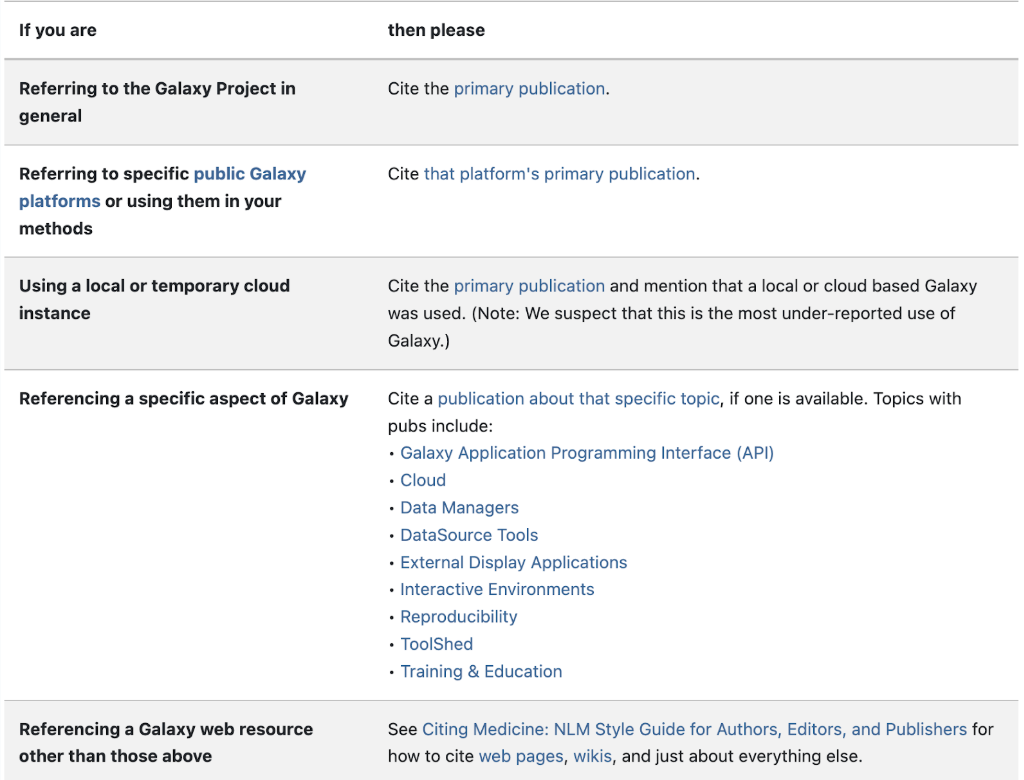 If you are
then please
Referring to the Galaxy Project in
general
Cite the primary publication.
Referring to specific public Galaxy
platforms or using them in your
methods
Cite that platform's primary publication.
Using a local or temporary cloud
instance
Cite the primary publication and mention that a local or cloud based Galaxy
was used. (Note: We suspect that this is the most under-reported use of
Galaxy.)
Referencing a specific aspect of Galaxy
Cite a publication about that specific topic, if one is available. Topics with
pubs include:
• Galaxy Application Programming Interface (API)
• Cloud
• Data Managers
• DataSource Tools
• External Display Applications
• Interactive Environments
• Reproducibility
• ToolShed
• Training & Education
Referencing a Galaxy web resource
other than those above
See Citing Medicine: NLM Style Guide for Authors, Editors, and Publishers for
how to cite web pages, wikis, and just about everything else.